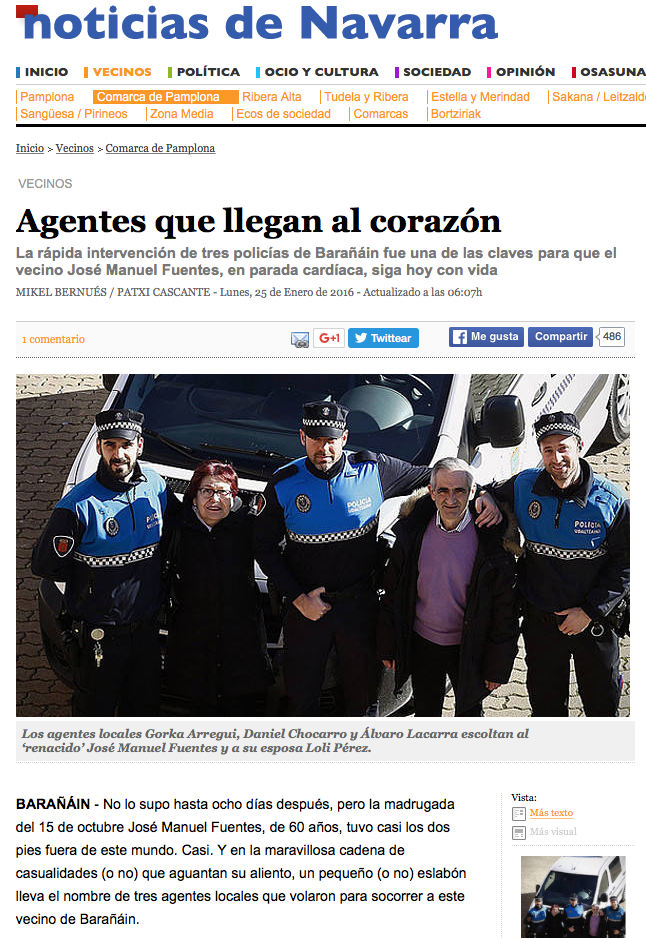 noticias de Navarra
INICIO VECINOS POLÍTICA OCIO Y CULTURA SOCIEDAD OPINIÓN OSASUNA
Pamplona Comarca de Pamplona Ribera Alta Tudela y Ribera Estella y Merindad Sakana / Leitzalde
Sangüesa / Pirineos Zona Media Ecos de sociedad Comarcas Bortziriak
Inicio > Vecinos > Comarca de Pamplona
VECINOS
Agentes que llegan al corazón
La rápida intervención de tres policías de Barañáin fue una de las claves para que el
vecino José Manuel Fuentes, en parada cardíaca, siga hoy con vida
MIKEL BERNUÉS / PATXI CASCANTE - Lunes, 25 de Enero de 2016 - Actualizado a las 06:07h
1 comentario G+1 Twittear Me gusta Compartir 486
POLICÍA
UDALTZAINGOA
POLICÍA
Los agentes locales Gorka Arregui, Daniel Chocarro y Álvaro Lacarra escoltan al
‘renacido’ José Manuel Fuentes y a su esposa Loli Pérez.
BARAÑÁIN - No lo supo hasta ocho días después, pero la madrugada
del 15 de octubre José Manuel Fuentes, de 60 años, tuvo casi los dos
pies fuera de este mundo. Casi. Y en la maravillosa cadena de
casualidades (o no) que aguantan su aliento, un pequeño (o no) eslabón
lleva el nombre de tres agentes locales que volaron para socorrer a este
vecino de Barañáin.
Vista:
Más texto
Más visual